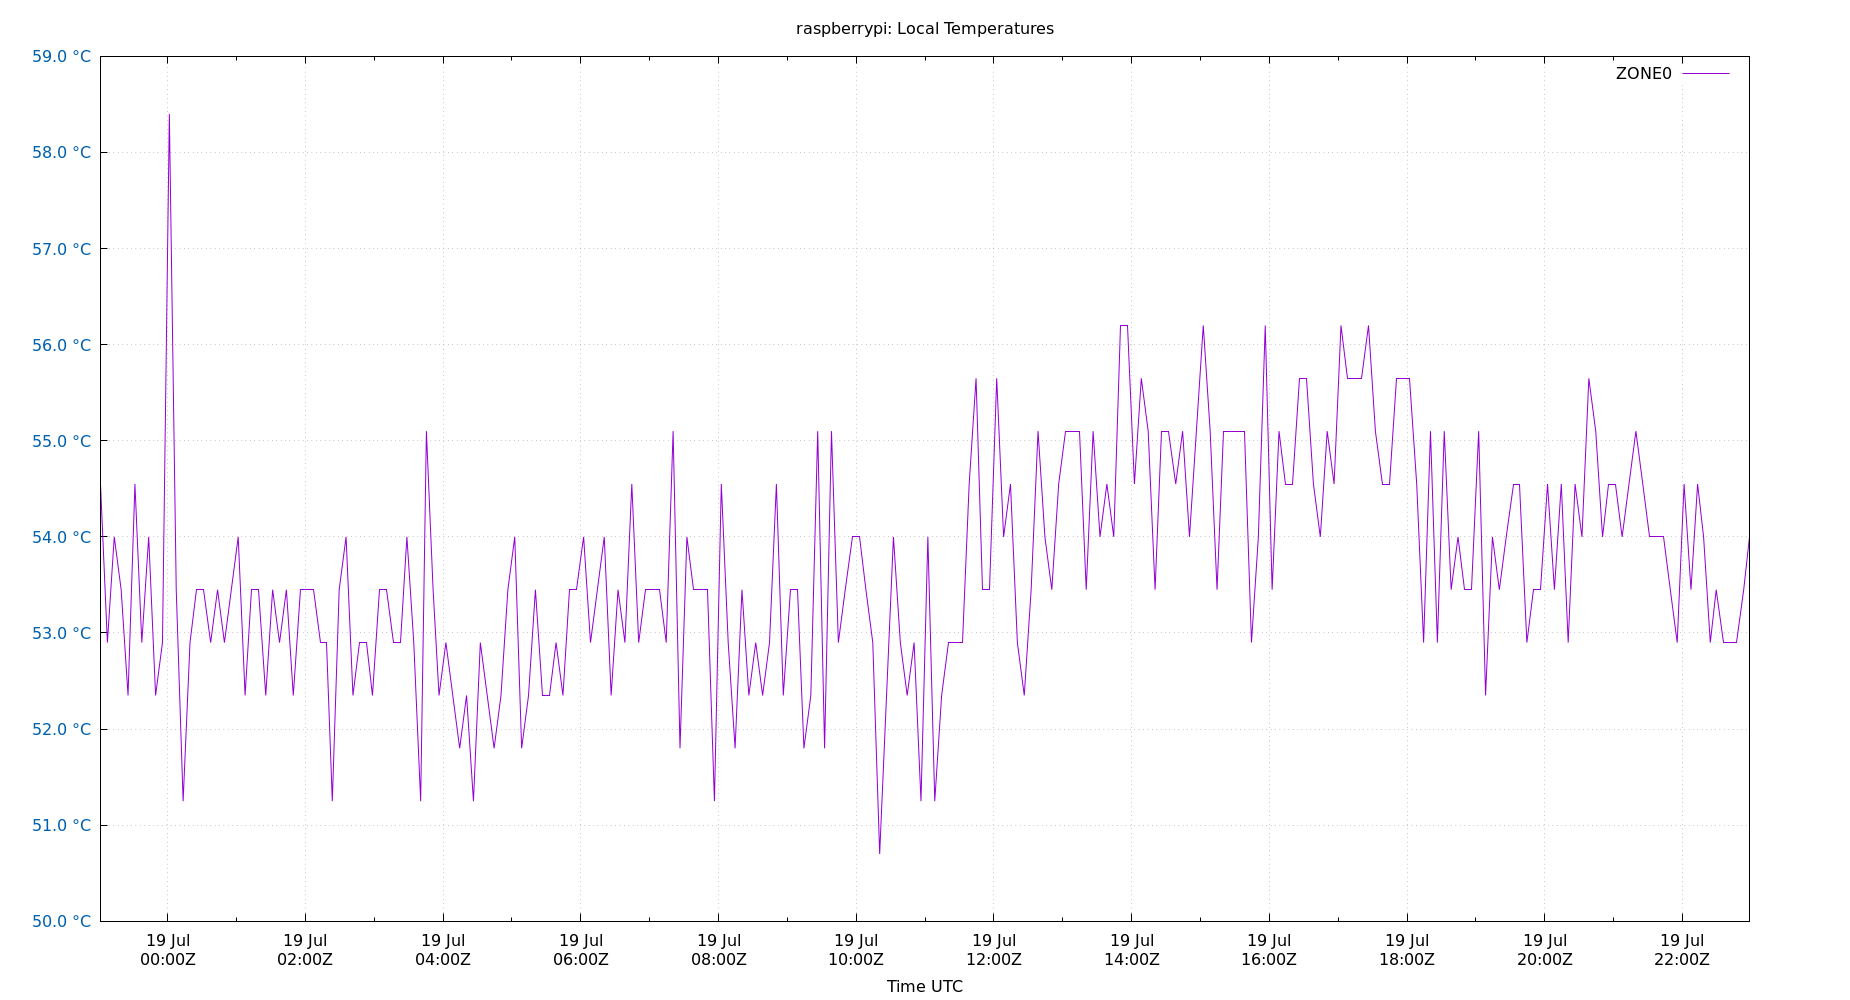 raspberrypi: Local Temperatures
59.0 °C
ZONE0
58.0 °C
57.0 °C
56.0 °C
55.0 °C
54.0 °C
53.0 °C
52.0 °C
51.0 °C
50.0 °C
19 Jul 19 Jul 19 Jul 19 Jul 19 Jul 19 Jul 19 Jul 19 Jul 19 Jul 19 Jul 19 Jul 19 Jul
00:00Z 02:00Z 04:00Z 06:00Z 08:00Z 10:00Z 12:00Z 14:00Z 16:00Z 18:00Z 20:00Z 22:00Z
Time UTC